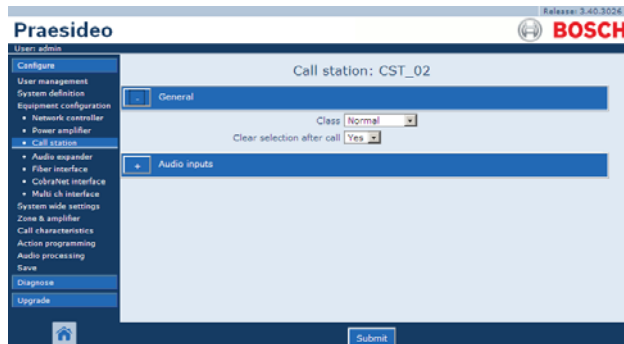 Release: 3.40.3026
Praesideo
BOSCH
User: admin
Configure
User management
System definition
Equipment configuration
• Network controller
• Power amplifier
• Call station
• Audio expander
• Fiber interface
• CobraNet interface
• Multi ch interface
System wide settings
Zone & amplifier
Call characteristics
Action programming
Audio processing
Save
Diagnose
Upgrade
Call station: CST_02
- General
Class Normal
Clear selection after call Yes
+ Audio inputs
Submit